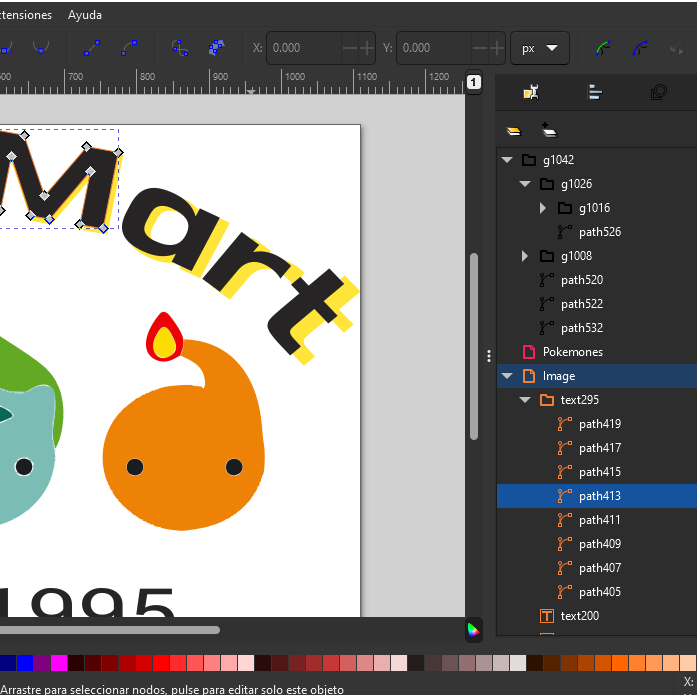 tensiones Ayuda
X: 0.000 Y: 0.000 px
700 800 900 1000 1100 1200
1
Mart
1995
g1042
g1026
g1016
path526
g1008
path520
path522
path532
Pokemones
Image
text295
path419
path417
path415
path413
path411
path409
path407
path405
text200
X:
Arrastre para seleccionar nodos, pulse para editar solo este objeto